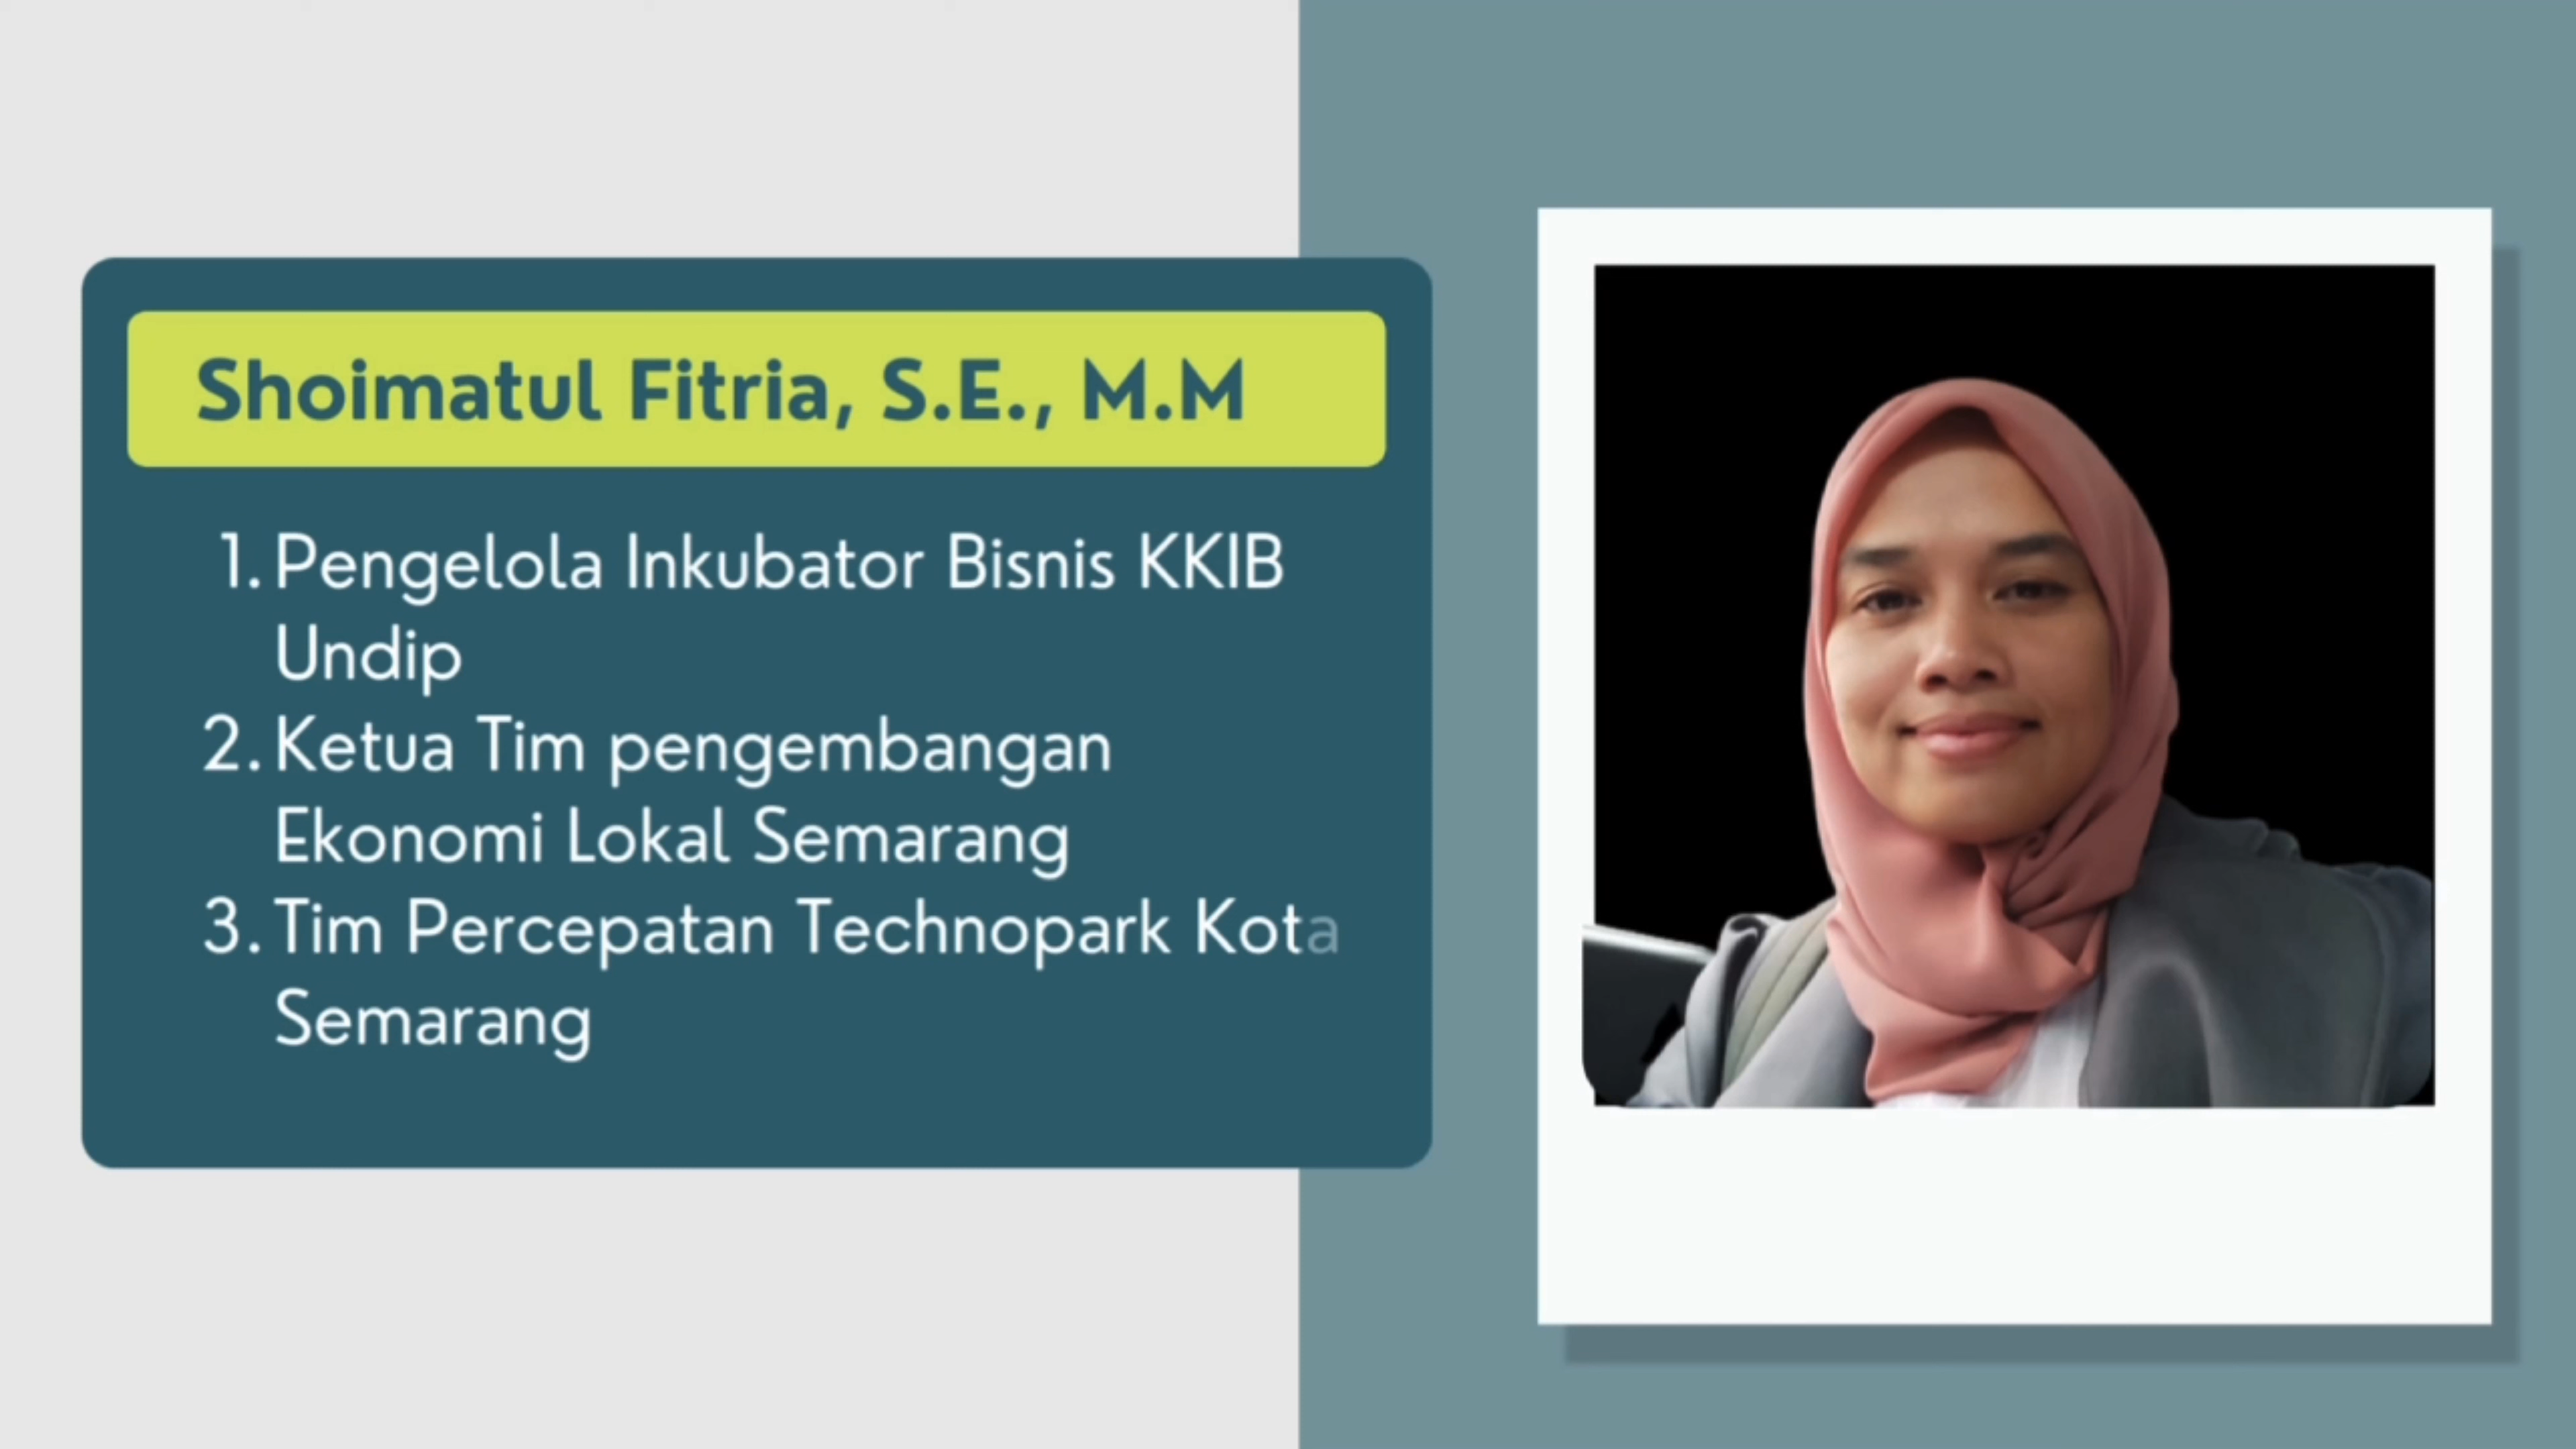 Shoimatul Fitria, S.E., M.M
1. Pengelola Inkubator Bisnis KKIB
Undip
2. Ketua Tim pengembangan
Ekonomi Lokal Semarang
3. Tim Percepatan Technopark Kota
Semarang